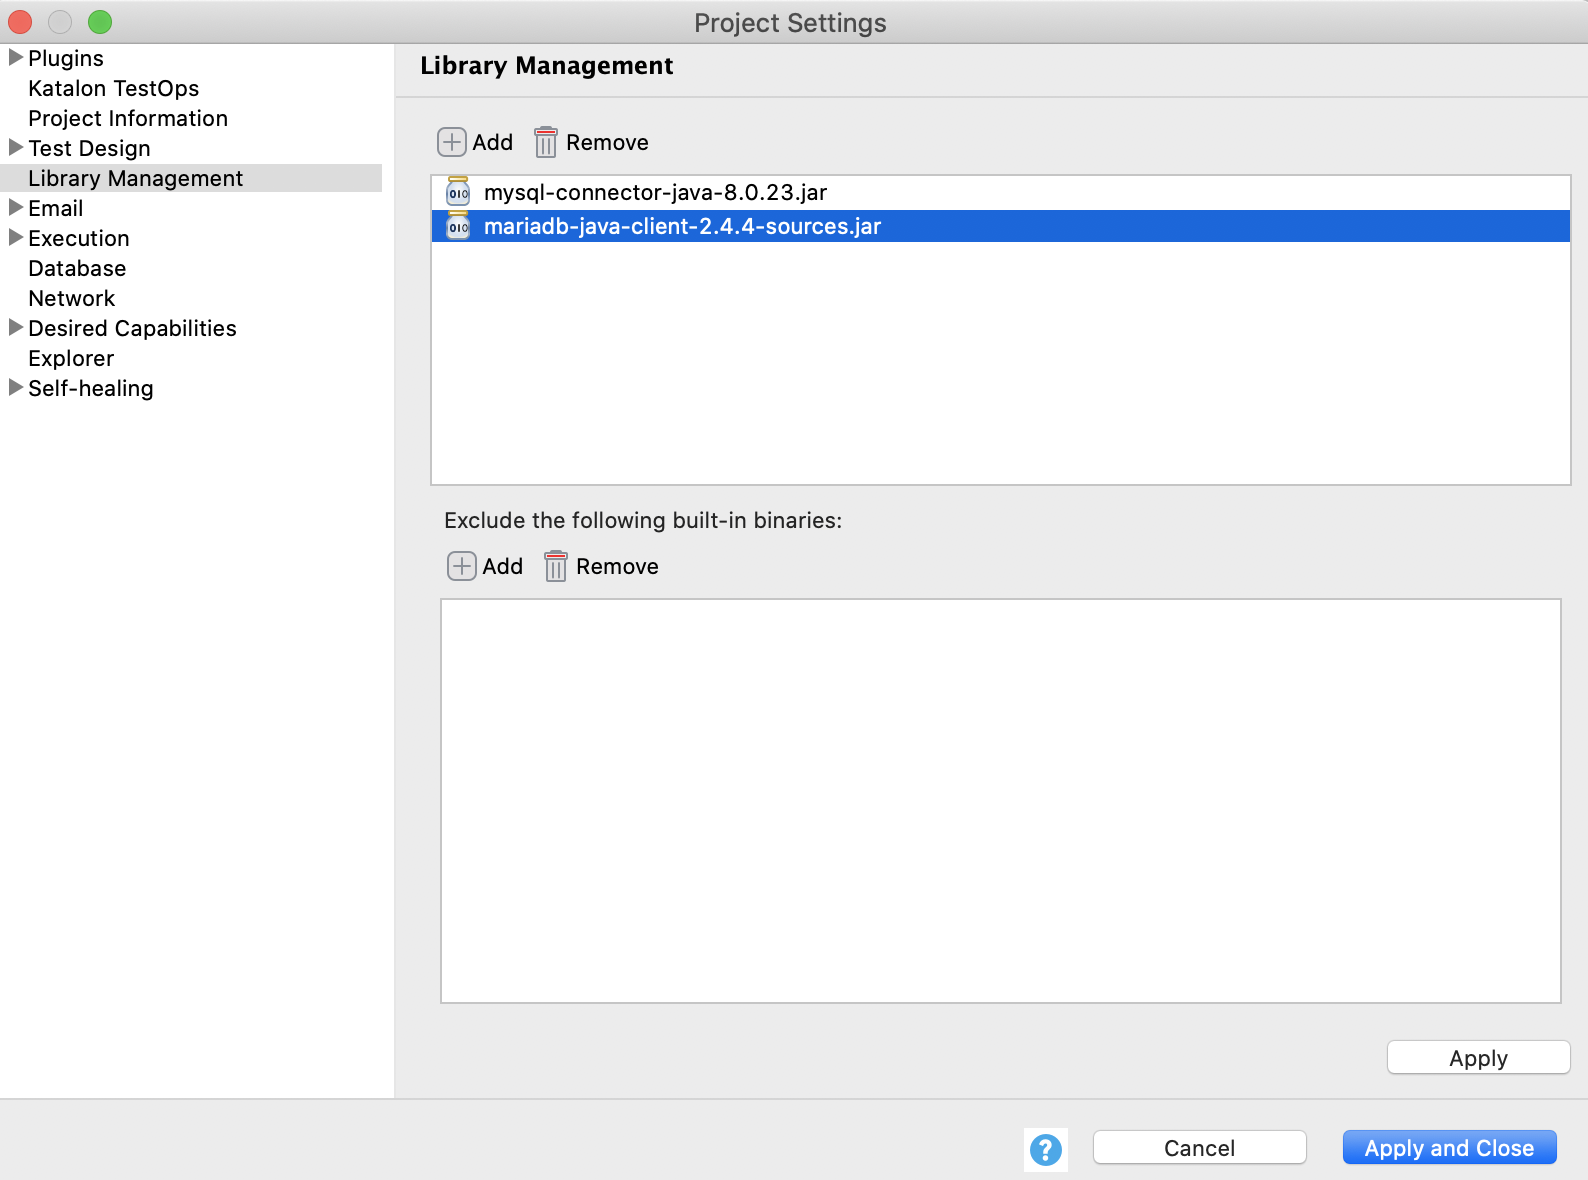 Project Settings
Plugins
Katalon TestOps
Project Information
Test Design
Library Management
Email
Execution
Database
Network
Desired Capabilities
Explorer
Self-healing
Library Management
Add Remove
010 mysql-connector-java-8.0.23.jar
010 mariadb-java-client-2.4.4-sources.jar
Exclude the following built-in binaries:
Add Remove
Apply
? Cancel Apply and Close